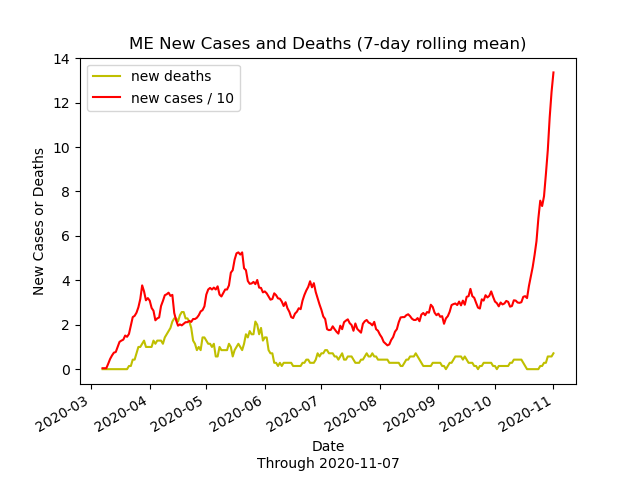 ME New Cases and Deaths (7-day rolling mean)
new deaths
new cases / 10
New Cases or Deaths
14
12
10
8
6
4
2
0
2020-03
2020-04
2020-05
2020-06
2020-07
2020-08
2020-09
2020-10
2020-11
Date
Through 2020-11-07